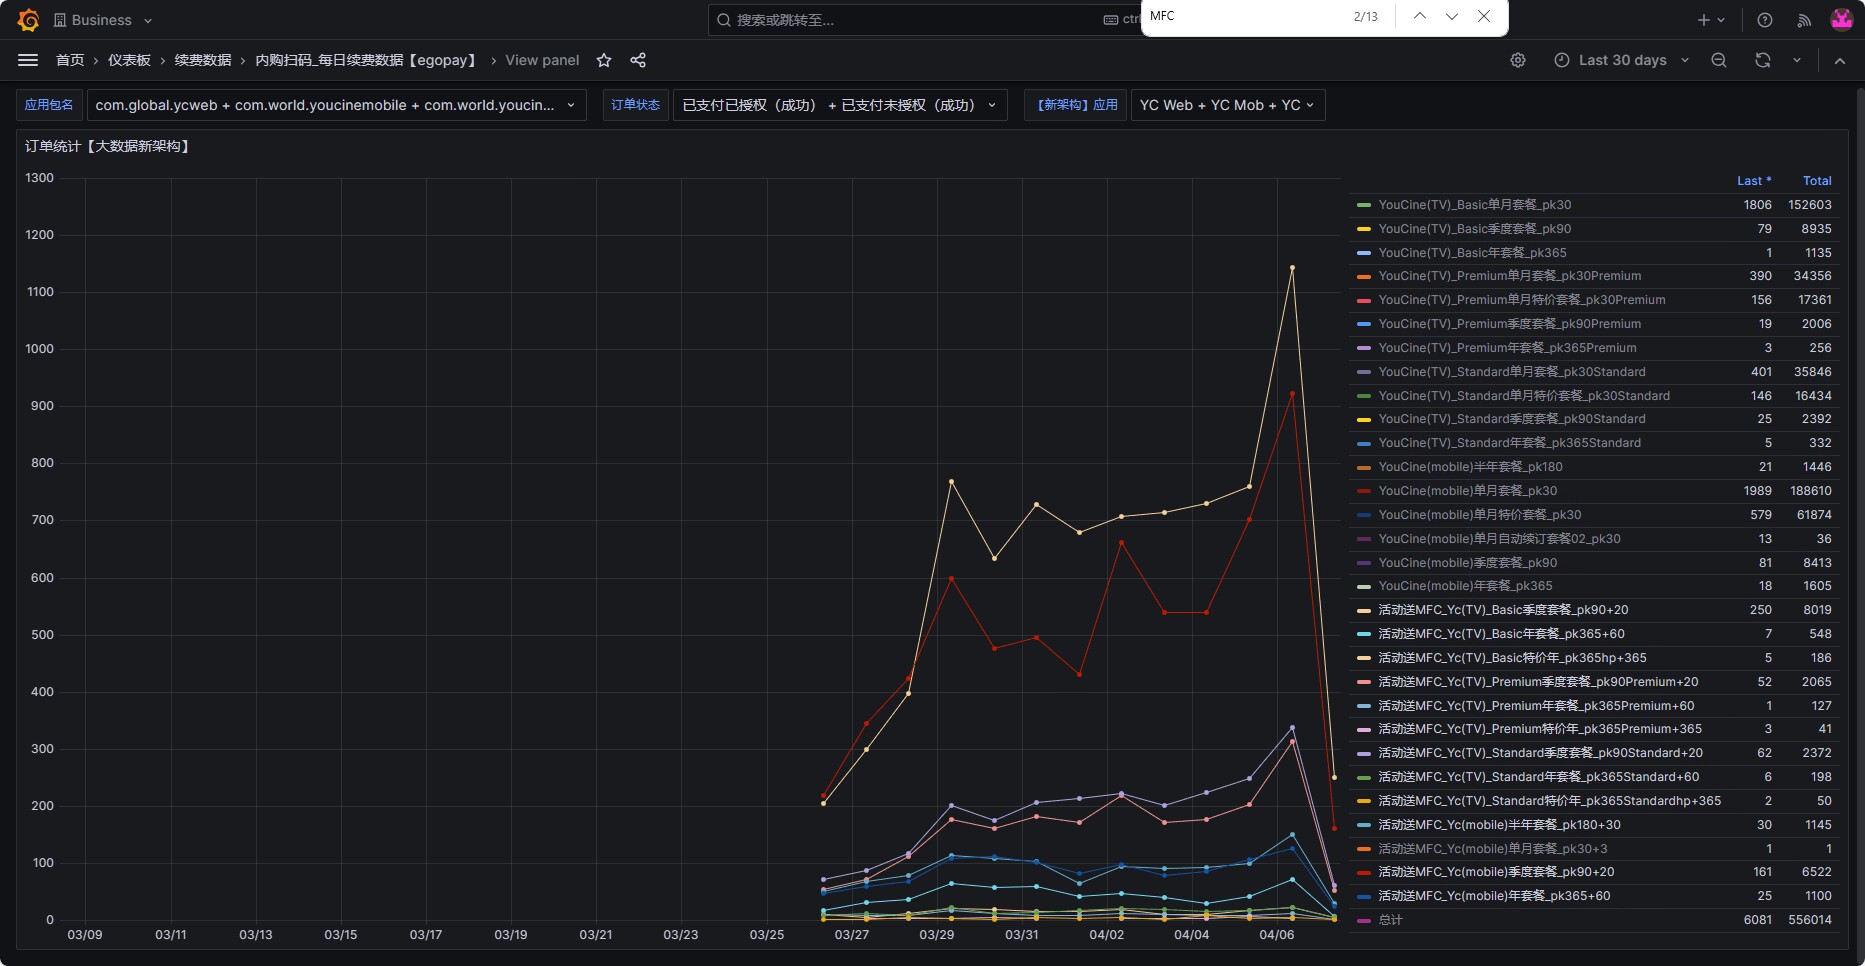 Business
搜索或跳转至...
ctrl
MFC
2/13
首页 › 仪表板 › 续费数据 › 内购扫码_每日续费数据【egopay】 › View panel
Last 30 days
应用包名
com.global.ycweb + com.world.youcinemobile + com.world.youcin...
订单状态
已支付已授权（成功） + 已支付未授权（成功）
【新架构】应用
YC Web + YC Mob + YC
订单统计【大数据新架构】
1300
1200
1100
1000
900
800
700
600
500
400
300
200
100
0
03/09 03/11 03/13 03/15 03/17 03/19 03/21 03/23 03/25 03/27 03/29 03/31 04/02 04/04 04/06
Last * Total
YouCine(TV)_Basic单月套餐_pk30 1806 152603
YouCine(TV)_Basic季度套餐_pk90 79 8935
YouCine(TV)_Basic年套餐_pk365 1 1135
YouCine(TV)_Premium单月套餐_pk30Premium 390 34356
YouCine(TV)_Premium单月特价套餐_pk30Premium 156 17361
YouCine(TV)_Premium季度套餐_pk90Premium 19 2006
YouCine(TV)_Premium年套餐_pk365Premium 3 256
YouCine(TV)_Standard单月套餐_pk30Standard 401 35846
YouCine(TV)_Standard单月特价套餐_pk30Standard 146 16434
YouCine(TV)_Standard季度套餐_pk90Standard 25 2392
YouCine(TV)_Standard年套餐_pk365Standard 5 332
YouCine(mobile)半年套餐_pk180 21 1446
YouCine(mobile)单月套餐_pk30 1989 188610
YouCine(mobile)单月特价套餐_pk30 579 61874
YouCine(mobile)单月自动续订套餐02_pk30 13 36
YouCine(mobile)季度套餐_pk90 81 8413
YouCine(mobile)年套餐_pk365 18 1605
活动送MFC_Yc(TV)_Basic季度套餐_pk90+20 250 8019
活动送MFC_Yc(TV)_Basic年套餐_pk365+60 7 548
活动送MFC_Yc(TV)_Basic特价年_pk365hp+365 5 186
活动送MFC_Yc(TV)_Premium季度套餐_pk90Premium+20 52 2065
活动送MFC_Yc(TV)_Premium年套餐_pk365Premium+60 1 127
活动送MFC_Yc(TV)_Premium特价年_pk365Premium+365 3 41
活动送MFC_Yc(TV)_Standard季度套餐_pk90Standard+20 62 2372
活动送MFC_Yc(TV)_Standard年套餐_pk365Standard+60 6 198
活动送MFC_Yc(TV)_Standard特价年_pk365Standardhp+365 2 50
活动送MFC_Yc(mobile)半年套餐_pk180+30 30 1145
活动送MFC_Yc(mobile)单月套餐_pk30+3 1 1
活动送MFC_Yc(mobile)季度套餐_pk90+20 161 6522
活动送MFC_Yc(mobile)年套餐_pk365+60 25 1100
总计 6081 556014